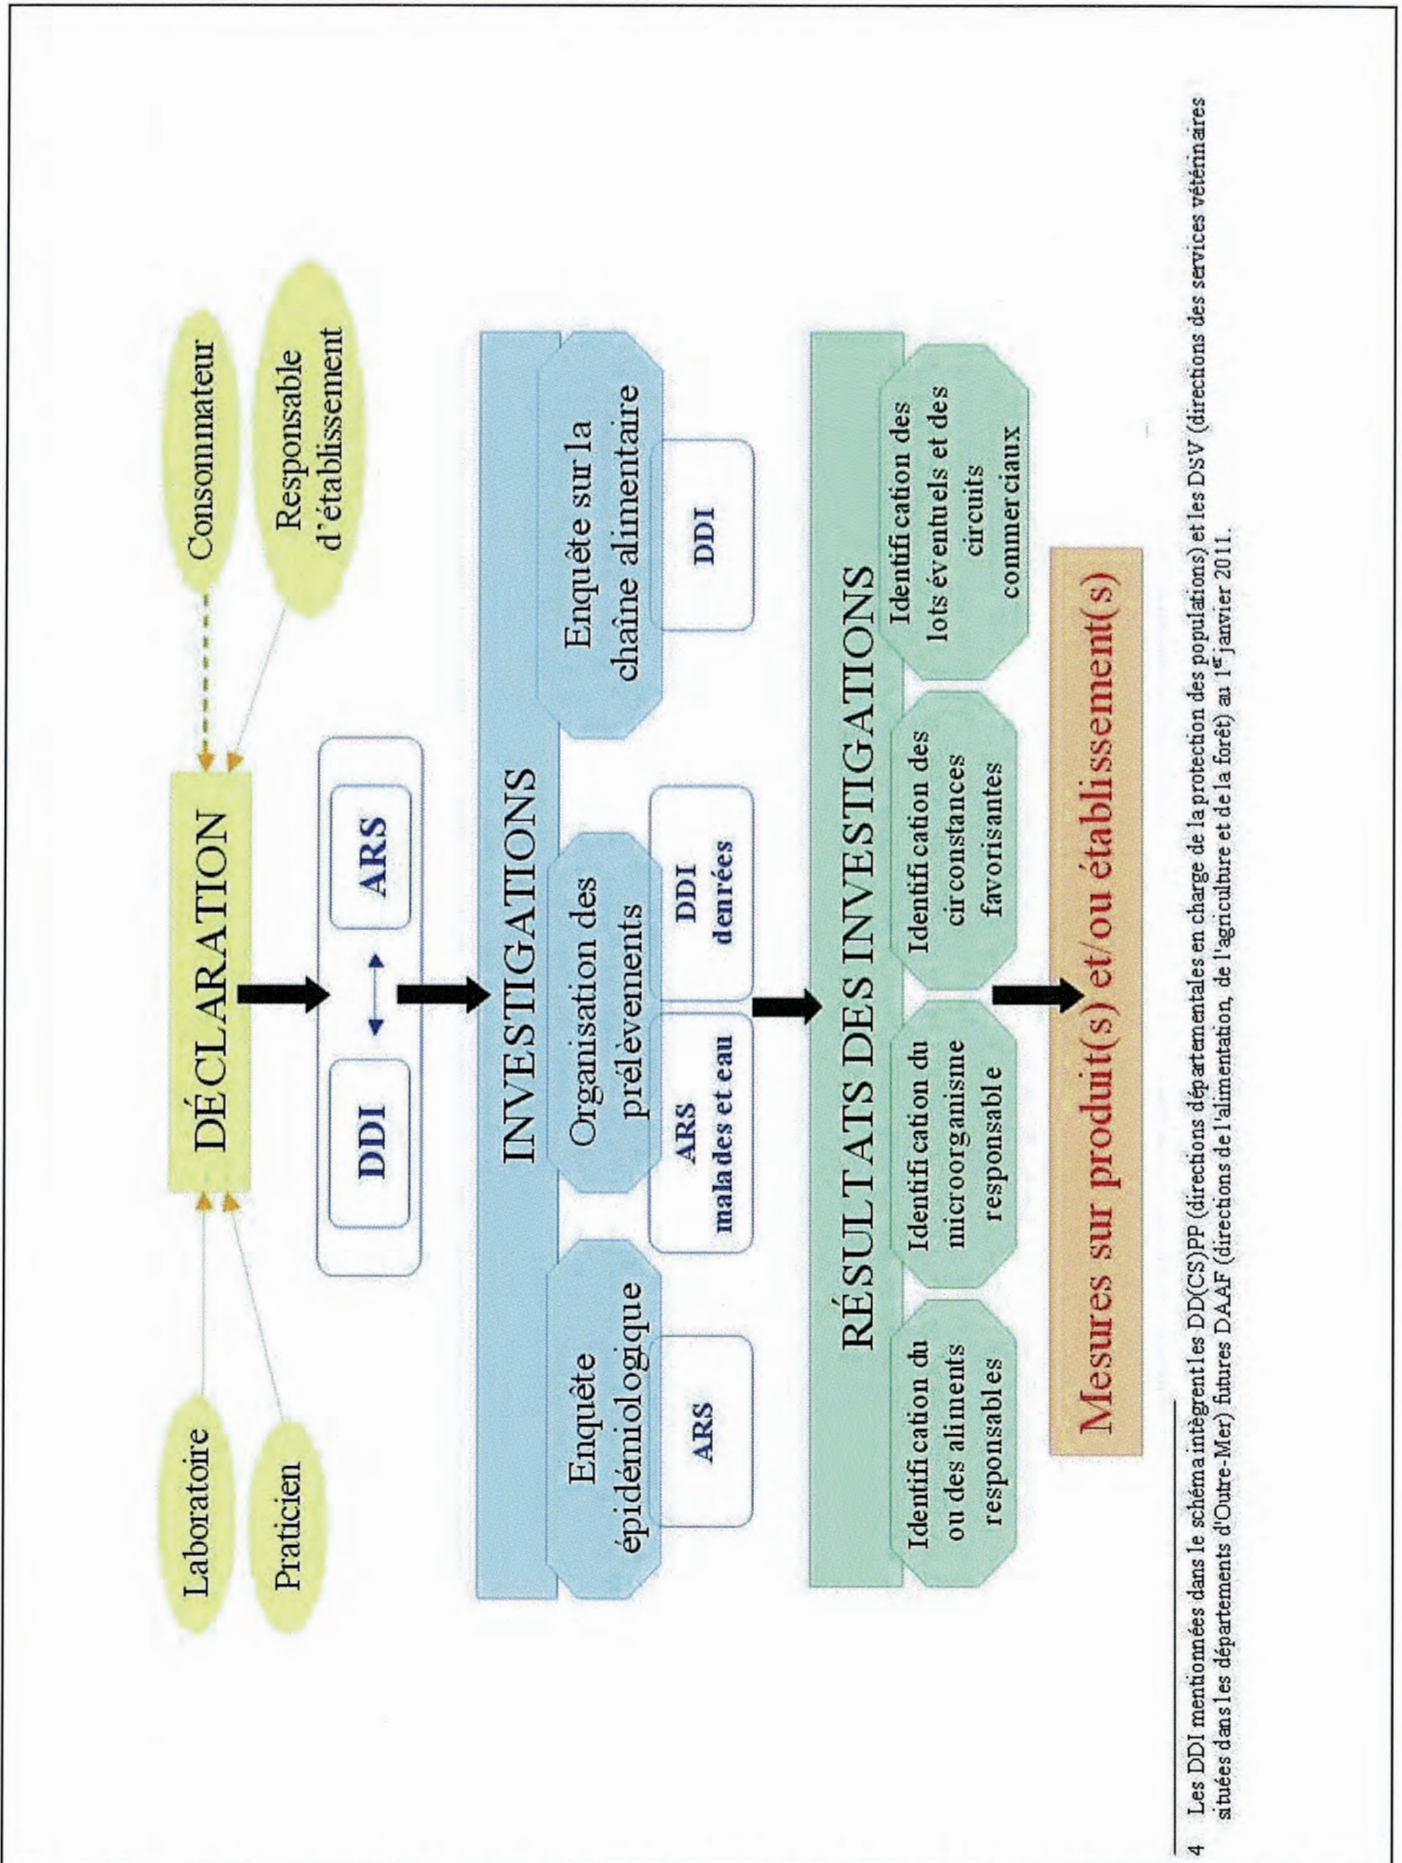 Laboratoire
Praticien
DÉCLARATION
Consommateur
Responsable
d'établissement
DDI
ARS
INVESTIGATIONS
Enquête
épidémiologique
ARS
Organisation des
prélèvements
ARS
malades et eau
DDI
denrées
Enquête sur la
chaîne alimentaire
DDI
RÉSULTATS DES INVESTIGATIONS
Identification du
ou des aliments
responsables
Identification du
microorganisme
responsable
Identification des
circonstances
favorisantes
Identification des
lots éventuels et des
circuits
commerciaux
Mesures sur produit(s) et/ou établissement(s)
4 Les DDI mentionnées dans le schéma intègrent les DD(CS)PP (directions départementales en charge de la protection des populations) et les DSV (directions des services vétérinaires
situées dans les départements d'Outre-Mer) futures DAAF (directions de l'alimentation, de l'agriculture et de la forêt) au 1er janvier 2011.